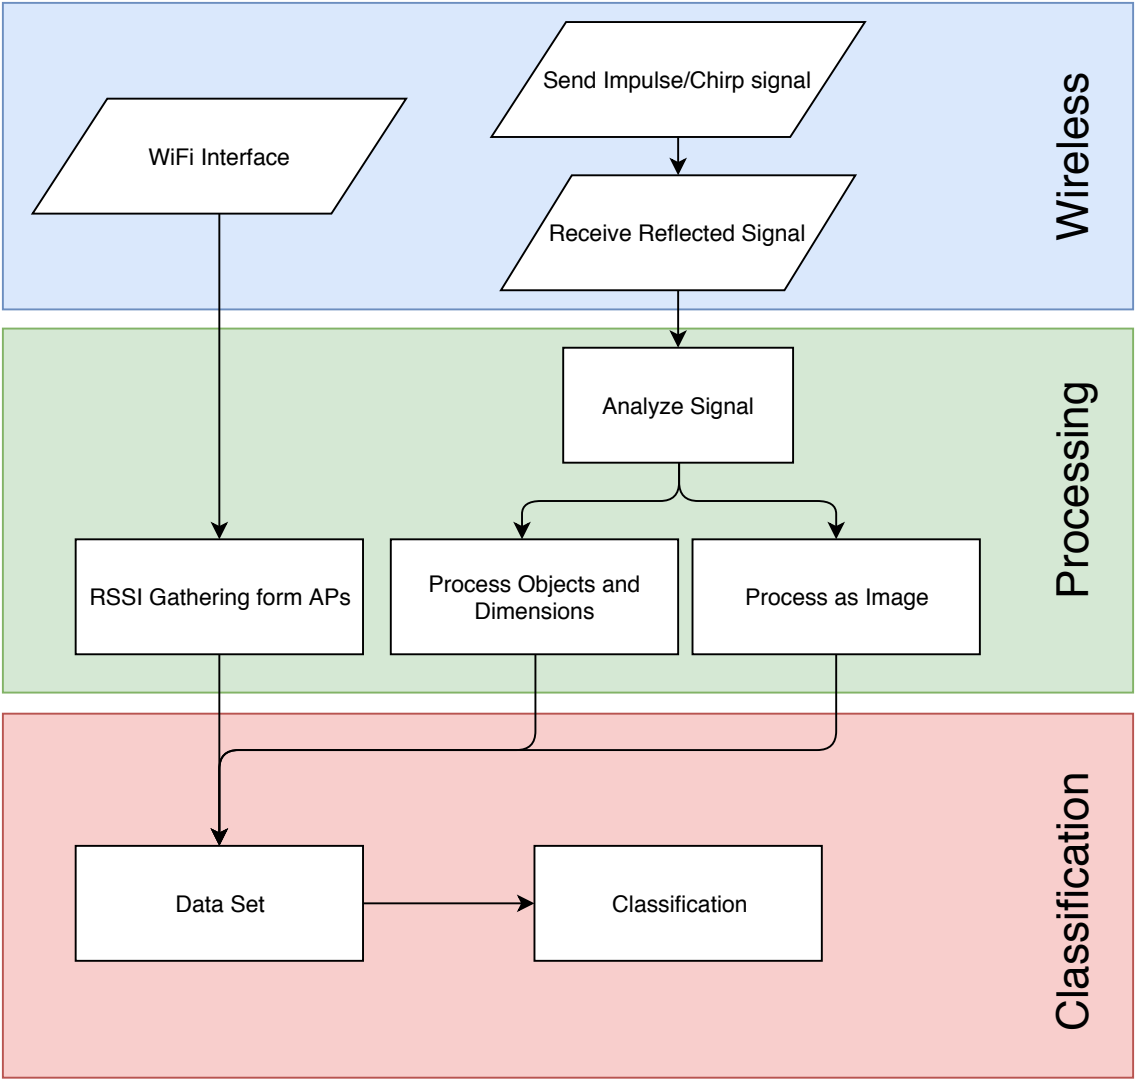 Send Impulse/Chirp signal
WiFi Interface
Receive Reflected Signal
Wireless
Analyze Signal
RSSI Gathering form APs
Process Objects and
Dimensions
Process as Image
Processing
Data Set
Classification
Classification